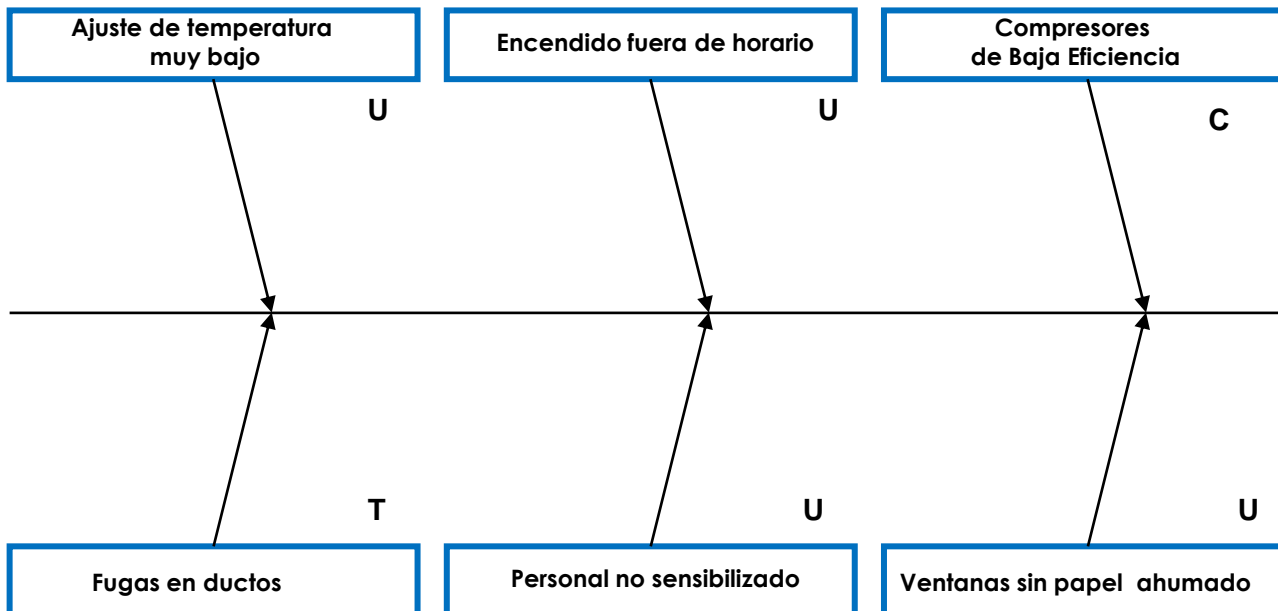 Ajuste de temperatura
muy bajo
Encendido fuera de horario
Compresores
de Baja Eficiencia
U
U
C
T
U
U
Fugas en ductos
Personal no sensibilizado
Ventanas sin papel ahumado